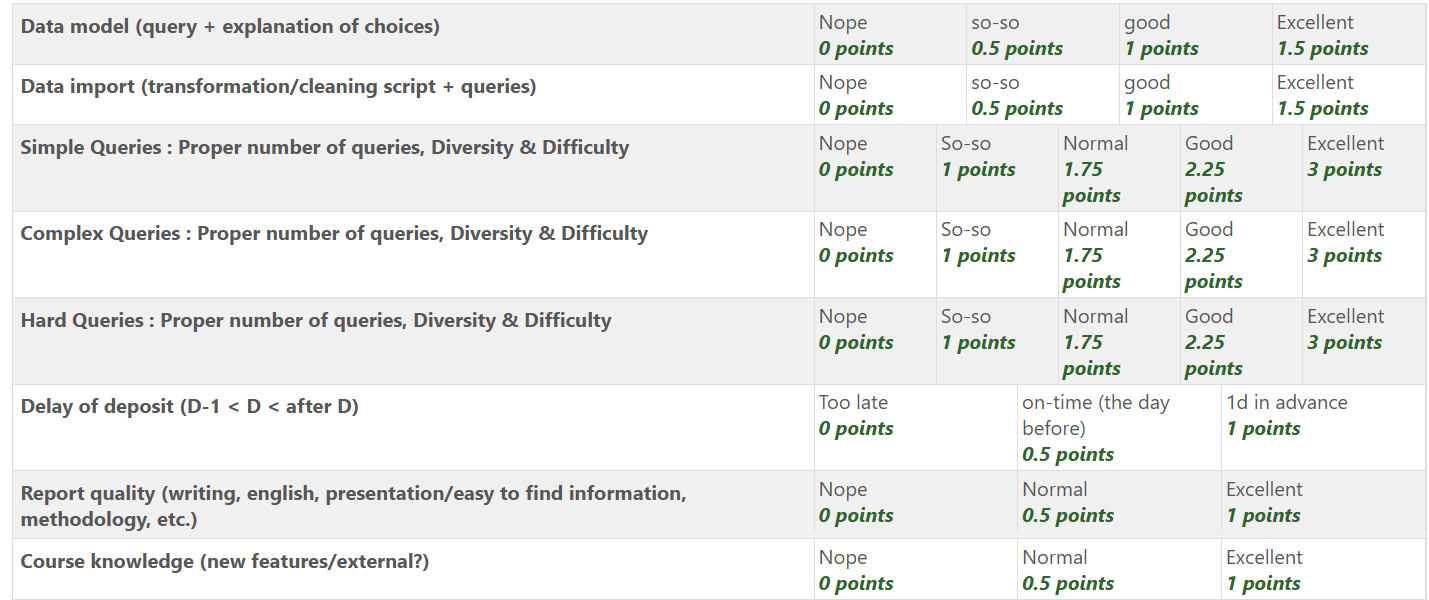 Data model (query + explanation of choices)
Nope
0 points
so-so
0.5 points
good
1 points
Excellent
1.5 points
Data import (transformation/cleaning script + queries)
Nope
0 points
so-so
0.5 points
good
1 points
Excellent
1.5 points
Simple Queries : Proper number of queries, Diversity & Difficulty
Nope
0 points
So-so
1 points
Normal
1.75
points
Good
2.25
points
Excellent
3 points
Complex Queries : Proper number of queries, Diversity & Difficulty
Nope
0 points
So-so
1 points
Normal
1.75
points
Good
2.25
points
Excellent
3 points
Hard Queries : Proper number of queries, Diversity & Difficulty
Nope
0 points
So-so
1 points
Normal
1.75
points
Good
2.25
points
Excellent
3 points
Delay of deposit (D-1 < D < after D)
Too late
0 points
on-time (the day
before)
0.5 points
1d in advance
1 points
Report quality (writing, english, presentation/easy to find information,
methodology, etc.)
Nope
0 points
Normal
0.5 points
Excellent
1 points
Course knowledge (new features/external?)
Nope
0 points
Normal
0.5 points
Excellent
1 points